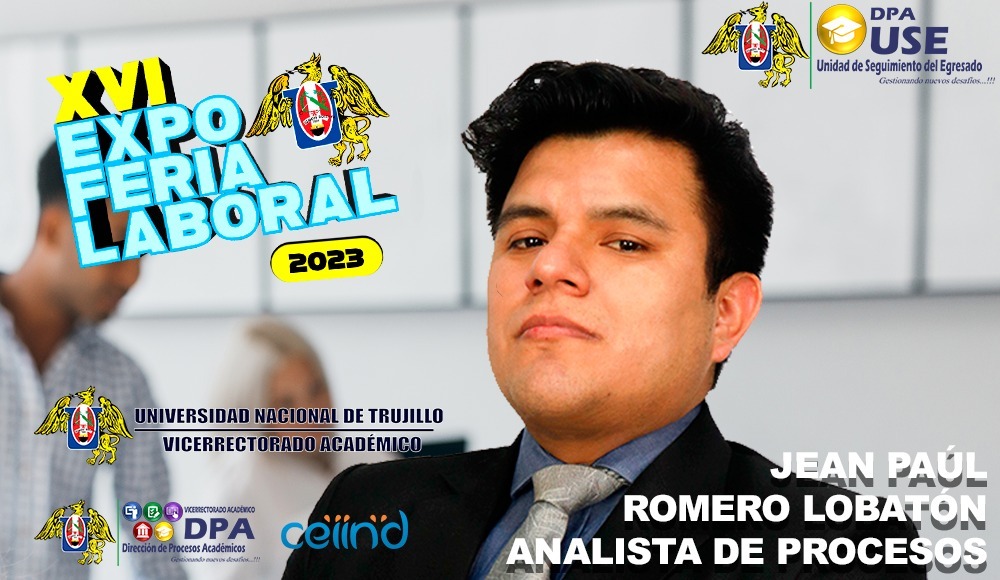 XVI
EXPO
FERIA
LABORAL
2023
DPA
USE
Unidad de Seguimiento del Egresado
Gestionando nuevos desafíos...!!!
UNIVERSIDAD NACIONAL DE TRUJILLO
VICERRECTORADO ACADÉMICO
VICERRECTORADO ACADÉMICO
DPA
Dirección de Procesos Académicos
Gestionando nuevos desafíos...!!!
ceiind
JEAN PAÚL
ROMERO LOBATÓN
ANALISTA DE PROCESOS